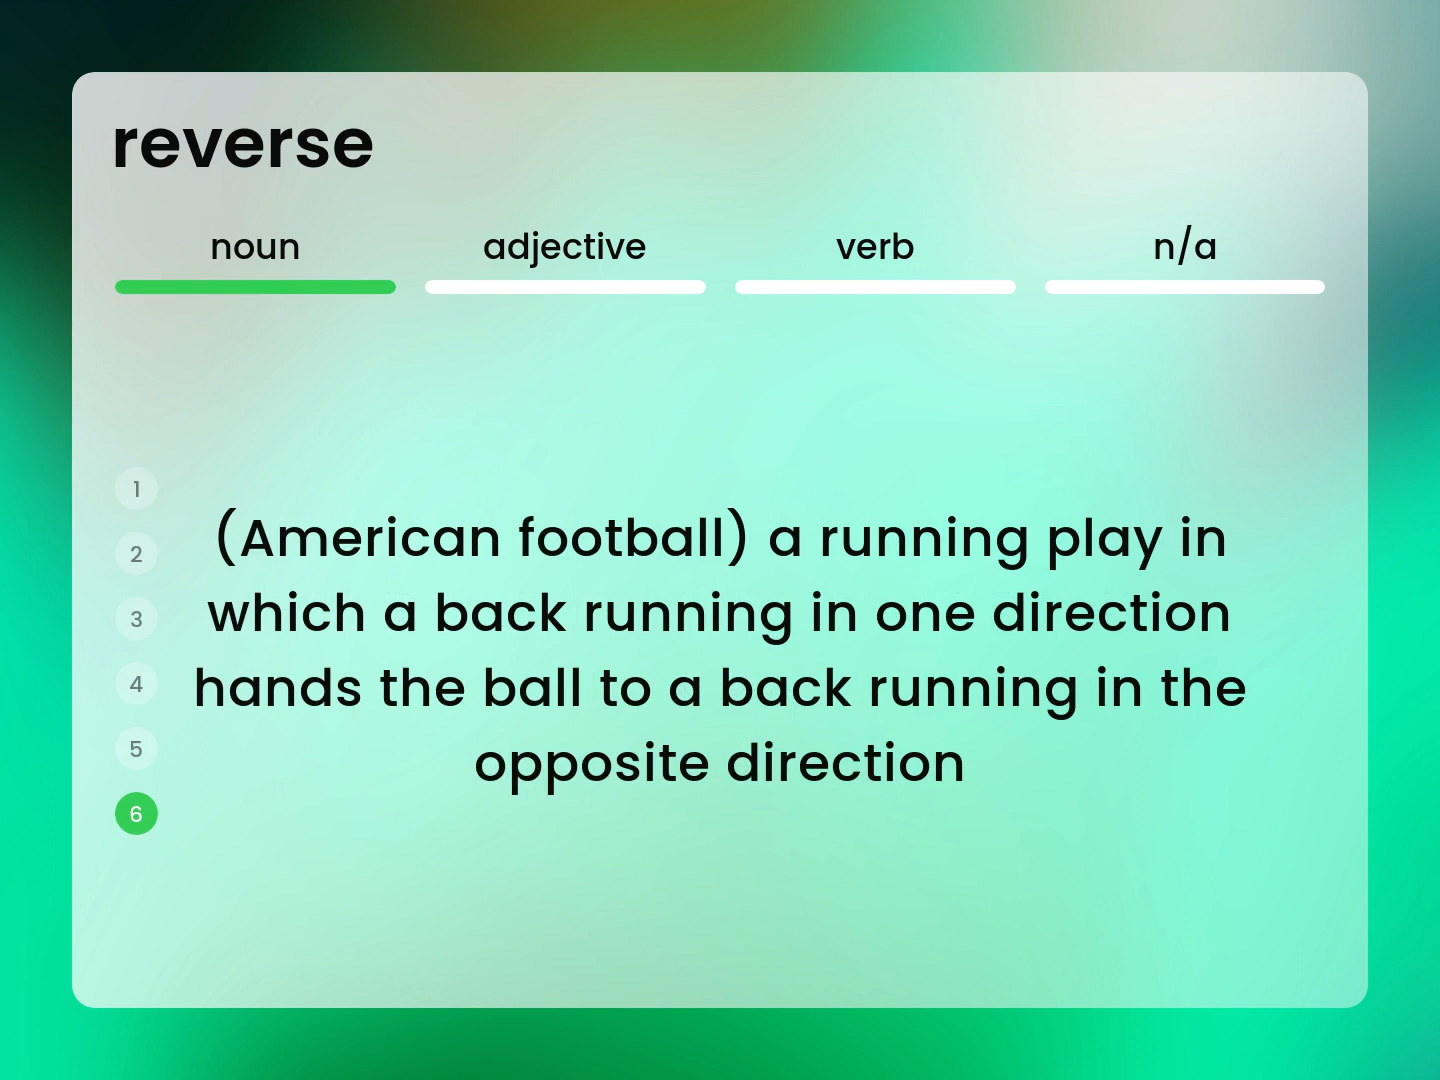 reverse
noun
adjective
verb
n/a
1
2
3
4
5
6
(American football) a running play in
which a back running in one direction
hands the ball to a back running in the
opposite direction